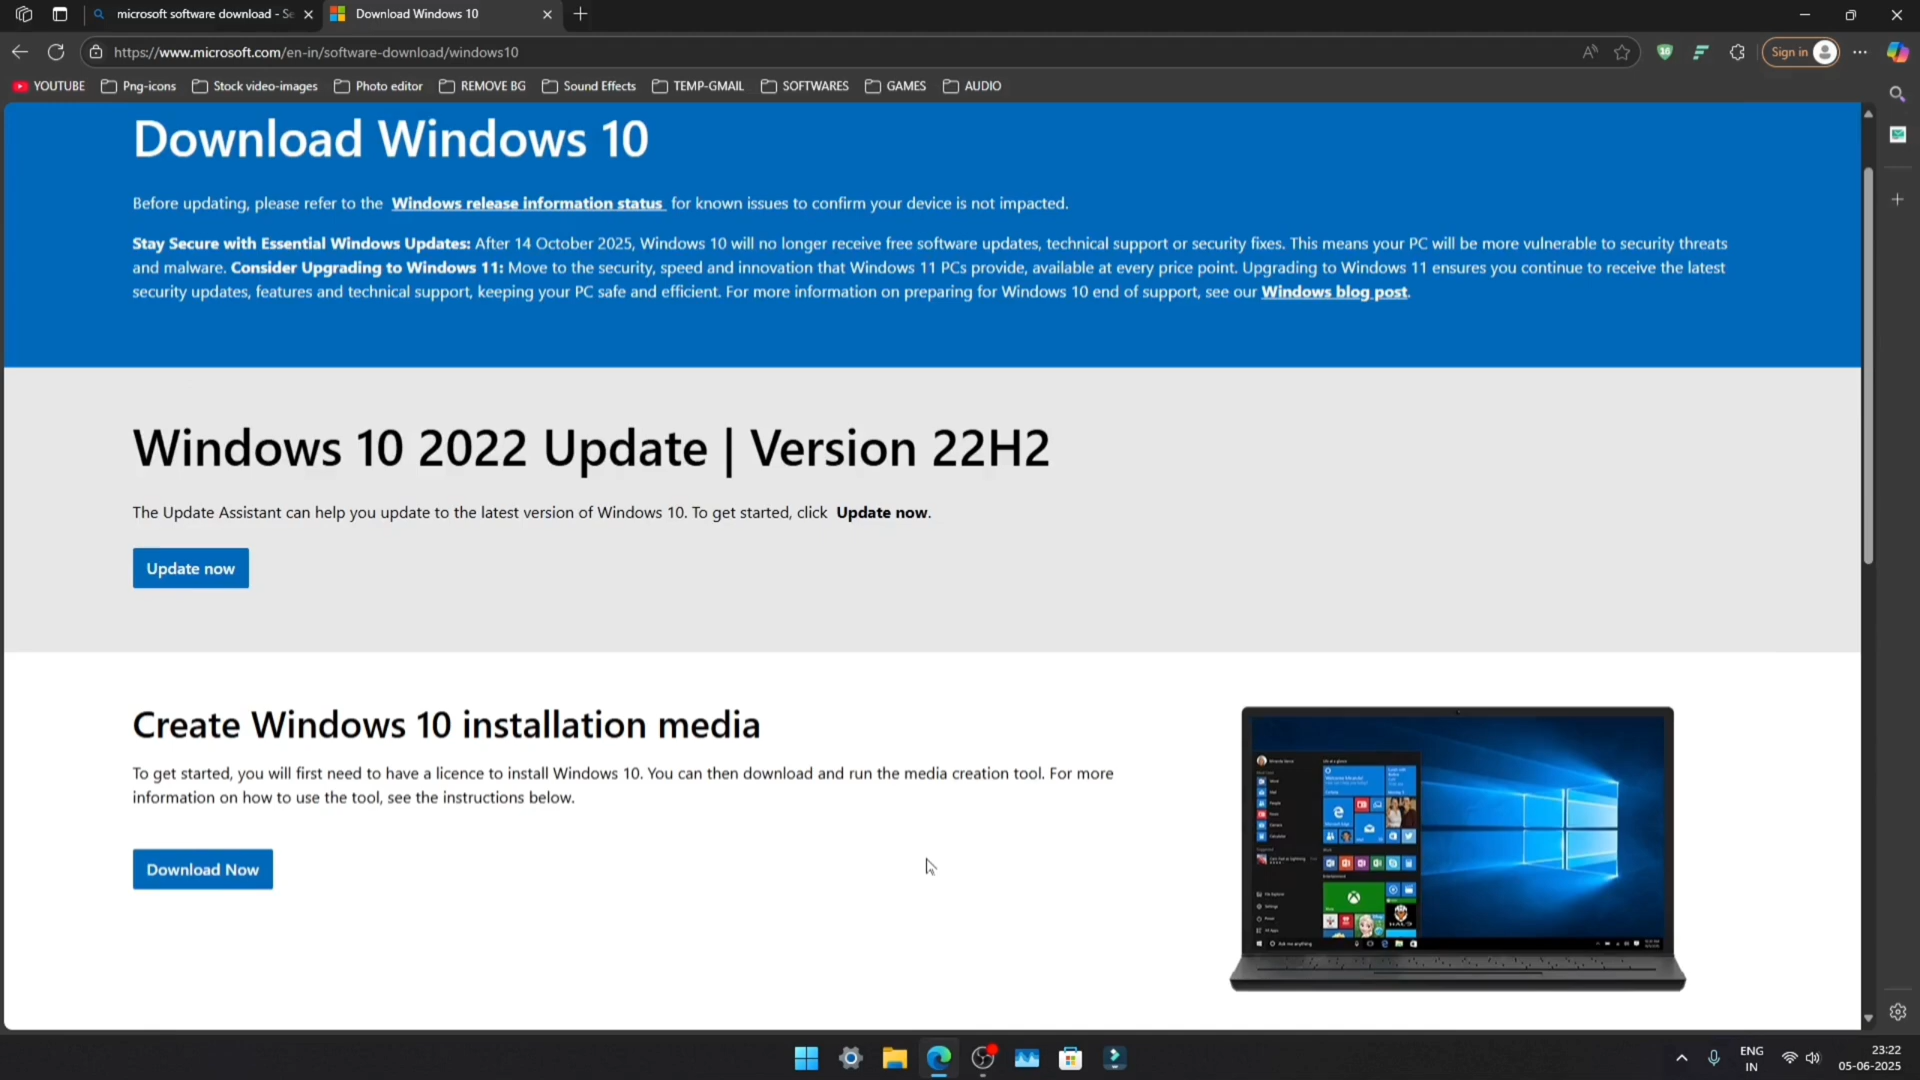 microsoft software download - Se
Download Windows 10
https://www.microsoft.com/en-in/software-download/windows10
Sign in
YOUTUBE
Png-icons
Stock video-images
Photo editor
REMOVE BG
Sound Effects
TEMP-GMAIL
SOFTWARES
GAMES
AUDIO
Download Windows 10
Before updating, please refer to the Windows release information status for known issues to confirm your device is not impacted.
Stay Secure with Essential Windows Updates: After 14 October 2025, Windows 10 will no longer receive free software updates, technical support or security fixes. This means your PC will be more vulnerable to security threats
and malware. Consider Upgrading to Windows 11: Move to the security, speed and innovation that Windows 11 PCs provide, available at every price point. Upgrading to Windows 11 ensures you continue to receive the latest
security updates, features and technical support, keeping your PC safe and efficient. For more information on preparing for Windows 10 end of support, see our Windows blog post.
Windows 10 2022 Update | Version 22H2
The Update Assistant can help you update to the latest version of Windows 10. To get started, click Update now.
Update now
Create Windows 10 installation media
To get started, you will first need to have a licence to install Windows 10. You can then download and run the media creation tool. For more
information on how to use the tool, see the instructions below.
Download Now
ENG
IN
23:22
05-06-2025